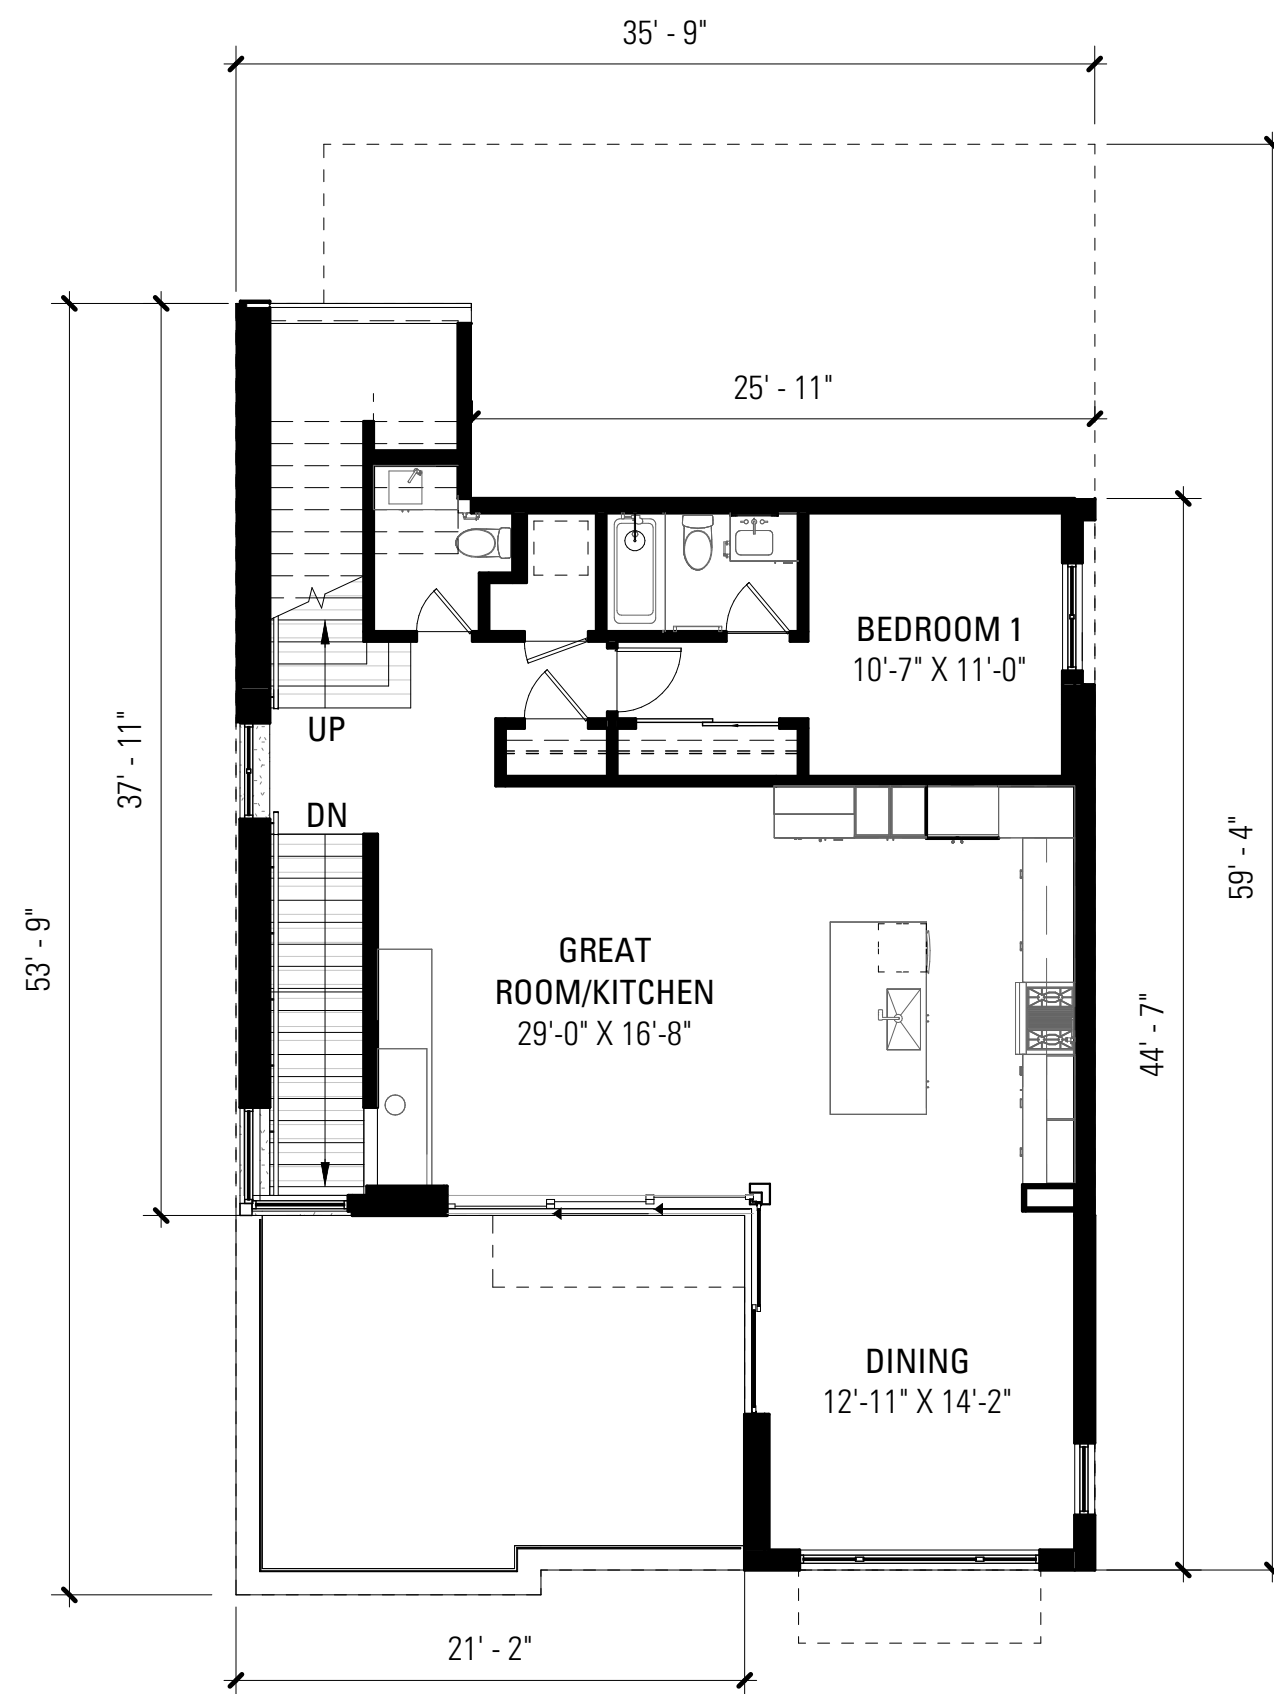 35' - 9"
25' - 11"
BEDROOM 1
10'-7" X 11'-0"
UP
37' - 11"
DN
59' - 4"
53' - 9"
GREAT
ROOM/KITCHEN
29'-0" X 16'-8"
44' - 7"
DINING
12'-11" X 14'-2"
21' - 2"